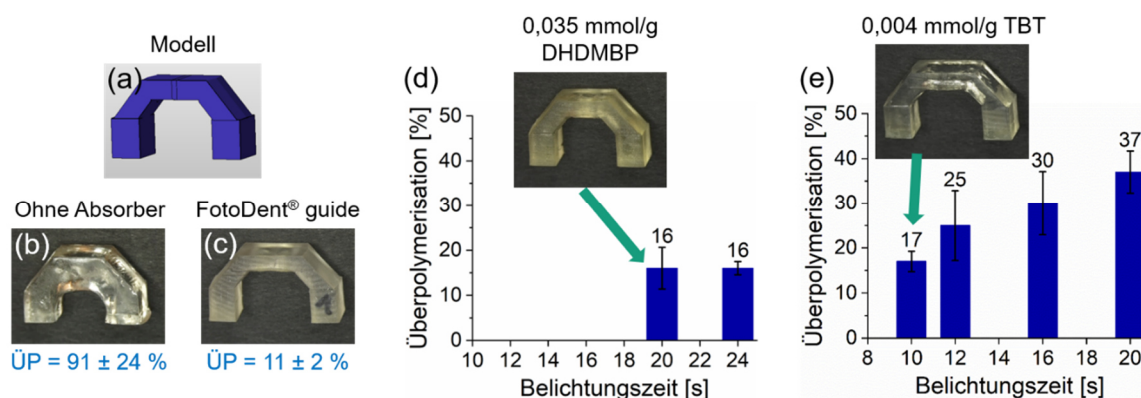 Modell
(a)
Ohne Absorber
(b)
ÜP = 91 ± 24 %
FotoDent® guide
(c)
ÜP = 11 ± 2 %
0,035 mmol/g
DHDMBP
(d)
Überpolymerisation [%]
50
40
30
20
10
0
16
16
10 12 14 16 18 20 22 24
Belichtungszeit [s]
0,004 mmol/g TBT
(e)
Überpolymerisation [%]
50
40
30
20
10
0
17
25
30
37
8 10 12 14 16 18 20
Belichtungszeit [s]